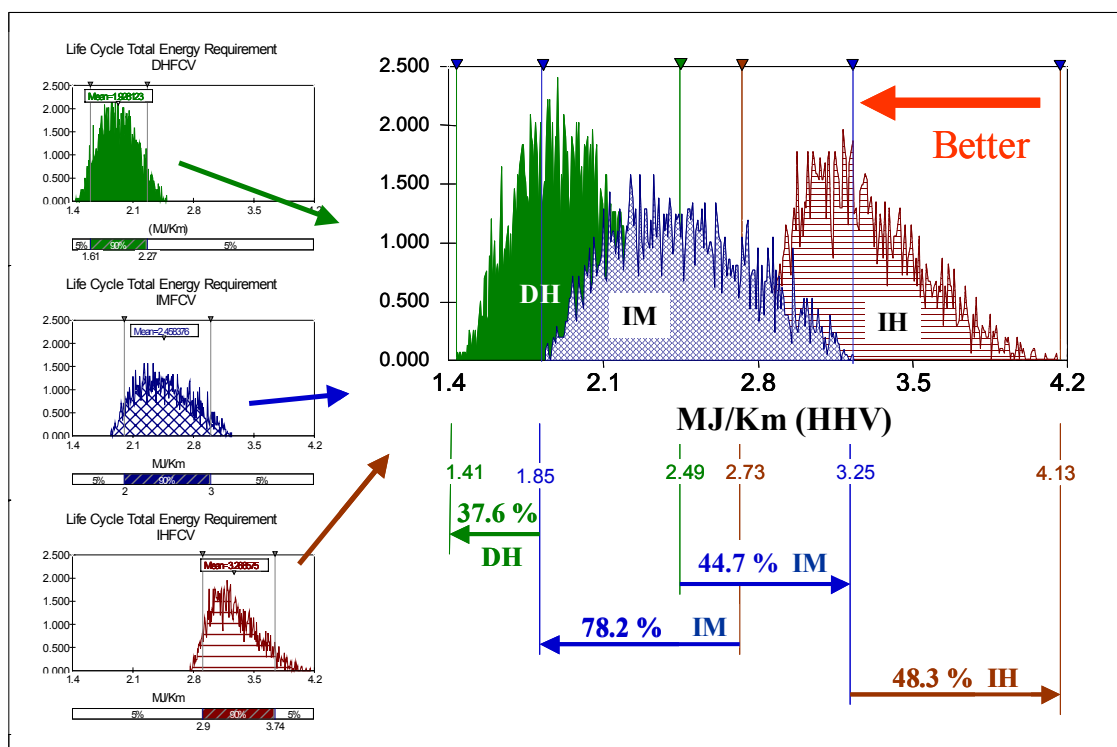 Life Cycle Total Energy Requirement
DHFCV
2.500
2.000
1.500
1.000
0.500
0.000
Mean=1.928123
1.4 2.1 2.8 3.5 4.2
(MJ/Km)
5% 90% 5%
1.61 2.27
Life Cycle Total Energy Requirement
IMFCV
2.500
2.000
1.500
1.000
0.500
0.000
Mean=2.458376
1.4 2.1 2.8 3.5 4.2
MJ/Km
5% 90% 5%
2 3
Life Cycle Total Energy Requirement
IHFCV
2.500
2.000
1.500
1.000
0.500
0.000
Mean=3.268575
1.4 2.1 2.8 3.5 4.2
MJ/Km
5% 90% 5%
2.9 3.74
2.500
2.000
1.500
1.000
0.500
0.000
Better
DH
IM
IH
1.4 2.1 2.8 3.5 4.2
MJ/Km (HHV)
1.41 1.85 2.49 2.73 3.25 4.13
37.6 %
DH
44.7 % IM
78.2 % IM
48.3 % IH